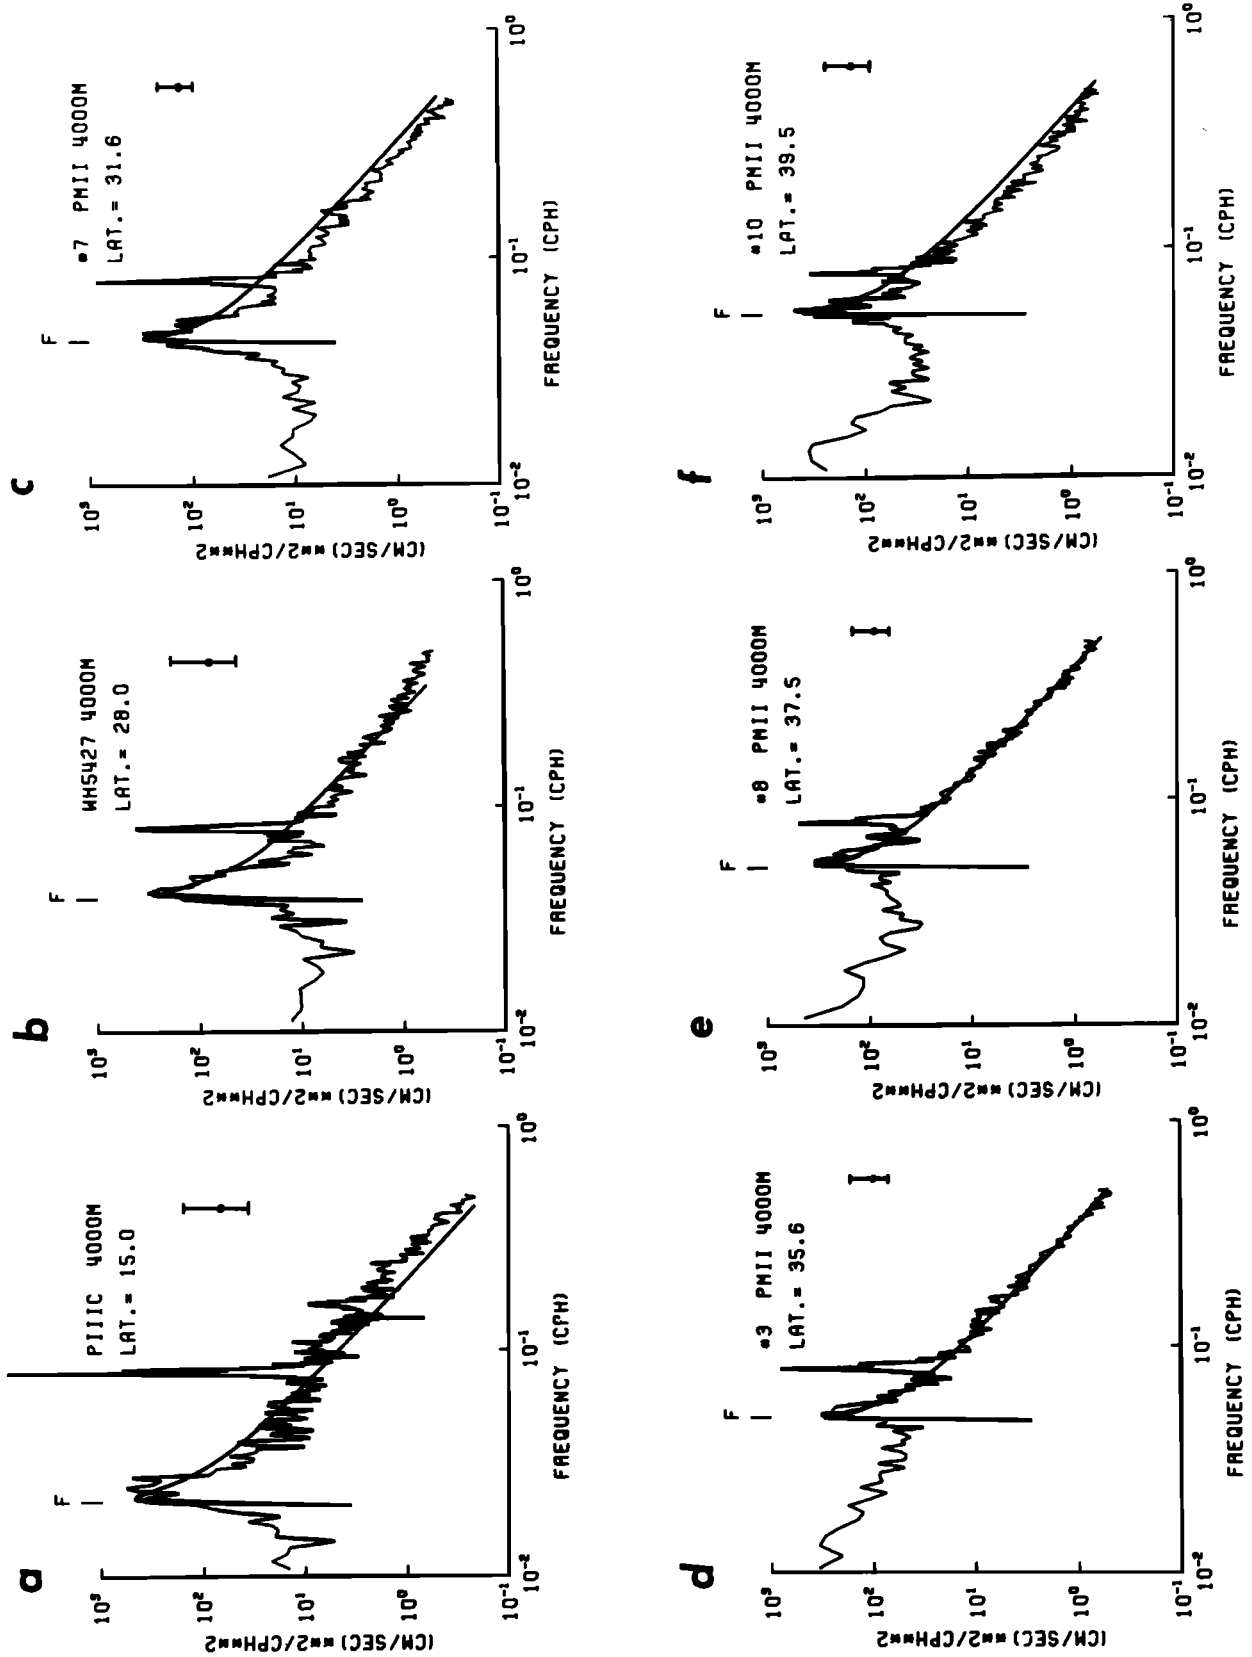 a
PIIIC 4000M
LAT.= 15.0
F
10³
10²
10¹
10⁰
10⁻¹
(CM/SEC)**2/CPH**2
10⁻²
10⁻¹
10⁰
FREQUENCY (CPH)
b
WH5427 4000M
LAT.= 28.0
F
10³
10²
10¹
10⁰
10⁻¹
(CM/SEC)**2/CPH**2
10⁻²
10⁻¹
10⁰
FREQUENCY (CPH)
c
*7 PMII 4000M
LAT.= 31.6
F
10³
10²
10¹
10⁰
10⁻¹
(CM/SEC)**2/CPH**2
10⁻²
10⁻¹
10⁰
FREQUENCY (CPH)
d
*3 PMII 4000M
LAT.= 35.6
F
10³
10²
10¹
10⁰
10⁻¹
(CM/SEC)**2/CPH**2
10⁻²
10⁻¹
10⁰
FREQUENCY (CPH)
e
*8 PMII 4000M
LAT.= 37.5
F
10³
10²
10¹
10⁰
10⁻¹
(CM/SEC)**2/CPH**2
10⁻²
10⁻¹
10⁰
FREQUENCY (CPH)
f
*10 PMII 4000M
LAT.= 39.5
F
10³
10²
10¹
10⁰
10⁻¹
(CM/SEC)**2/CPH**2
10⁻²
10⁻¹
10⁰
FREQUENCY (CPH)